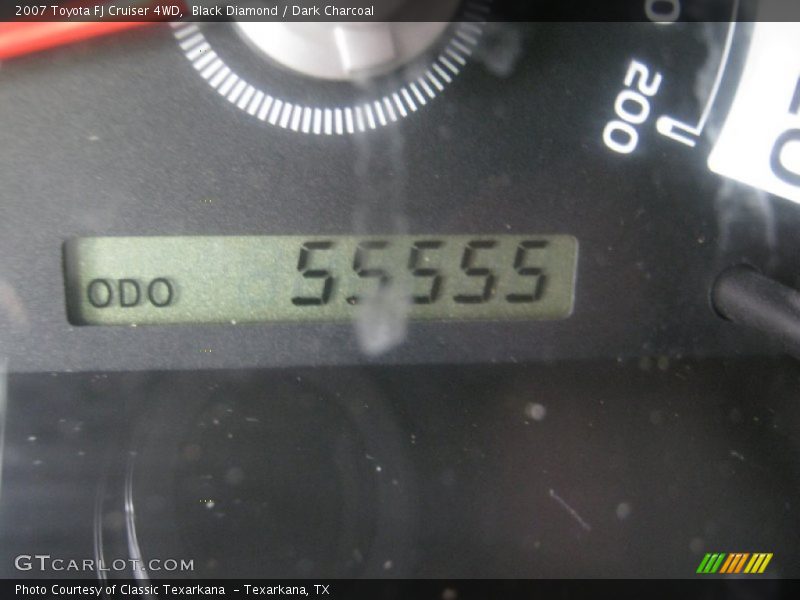 2007 Toyota FJ Cruiser 4WD, Black Diamond / Dark Charcoal
200
ODO 55555
GTCARLOT.COM
Photo Courtesy of Classic Texarkana - Texarkana, TX